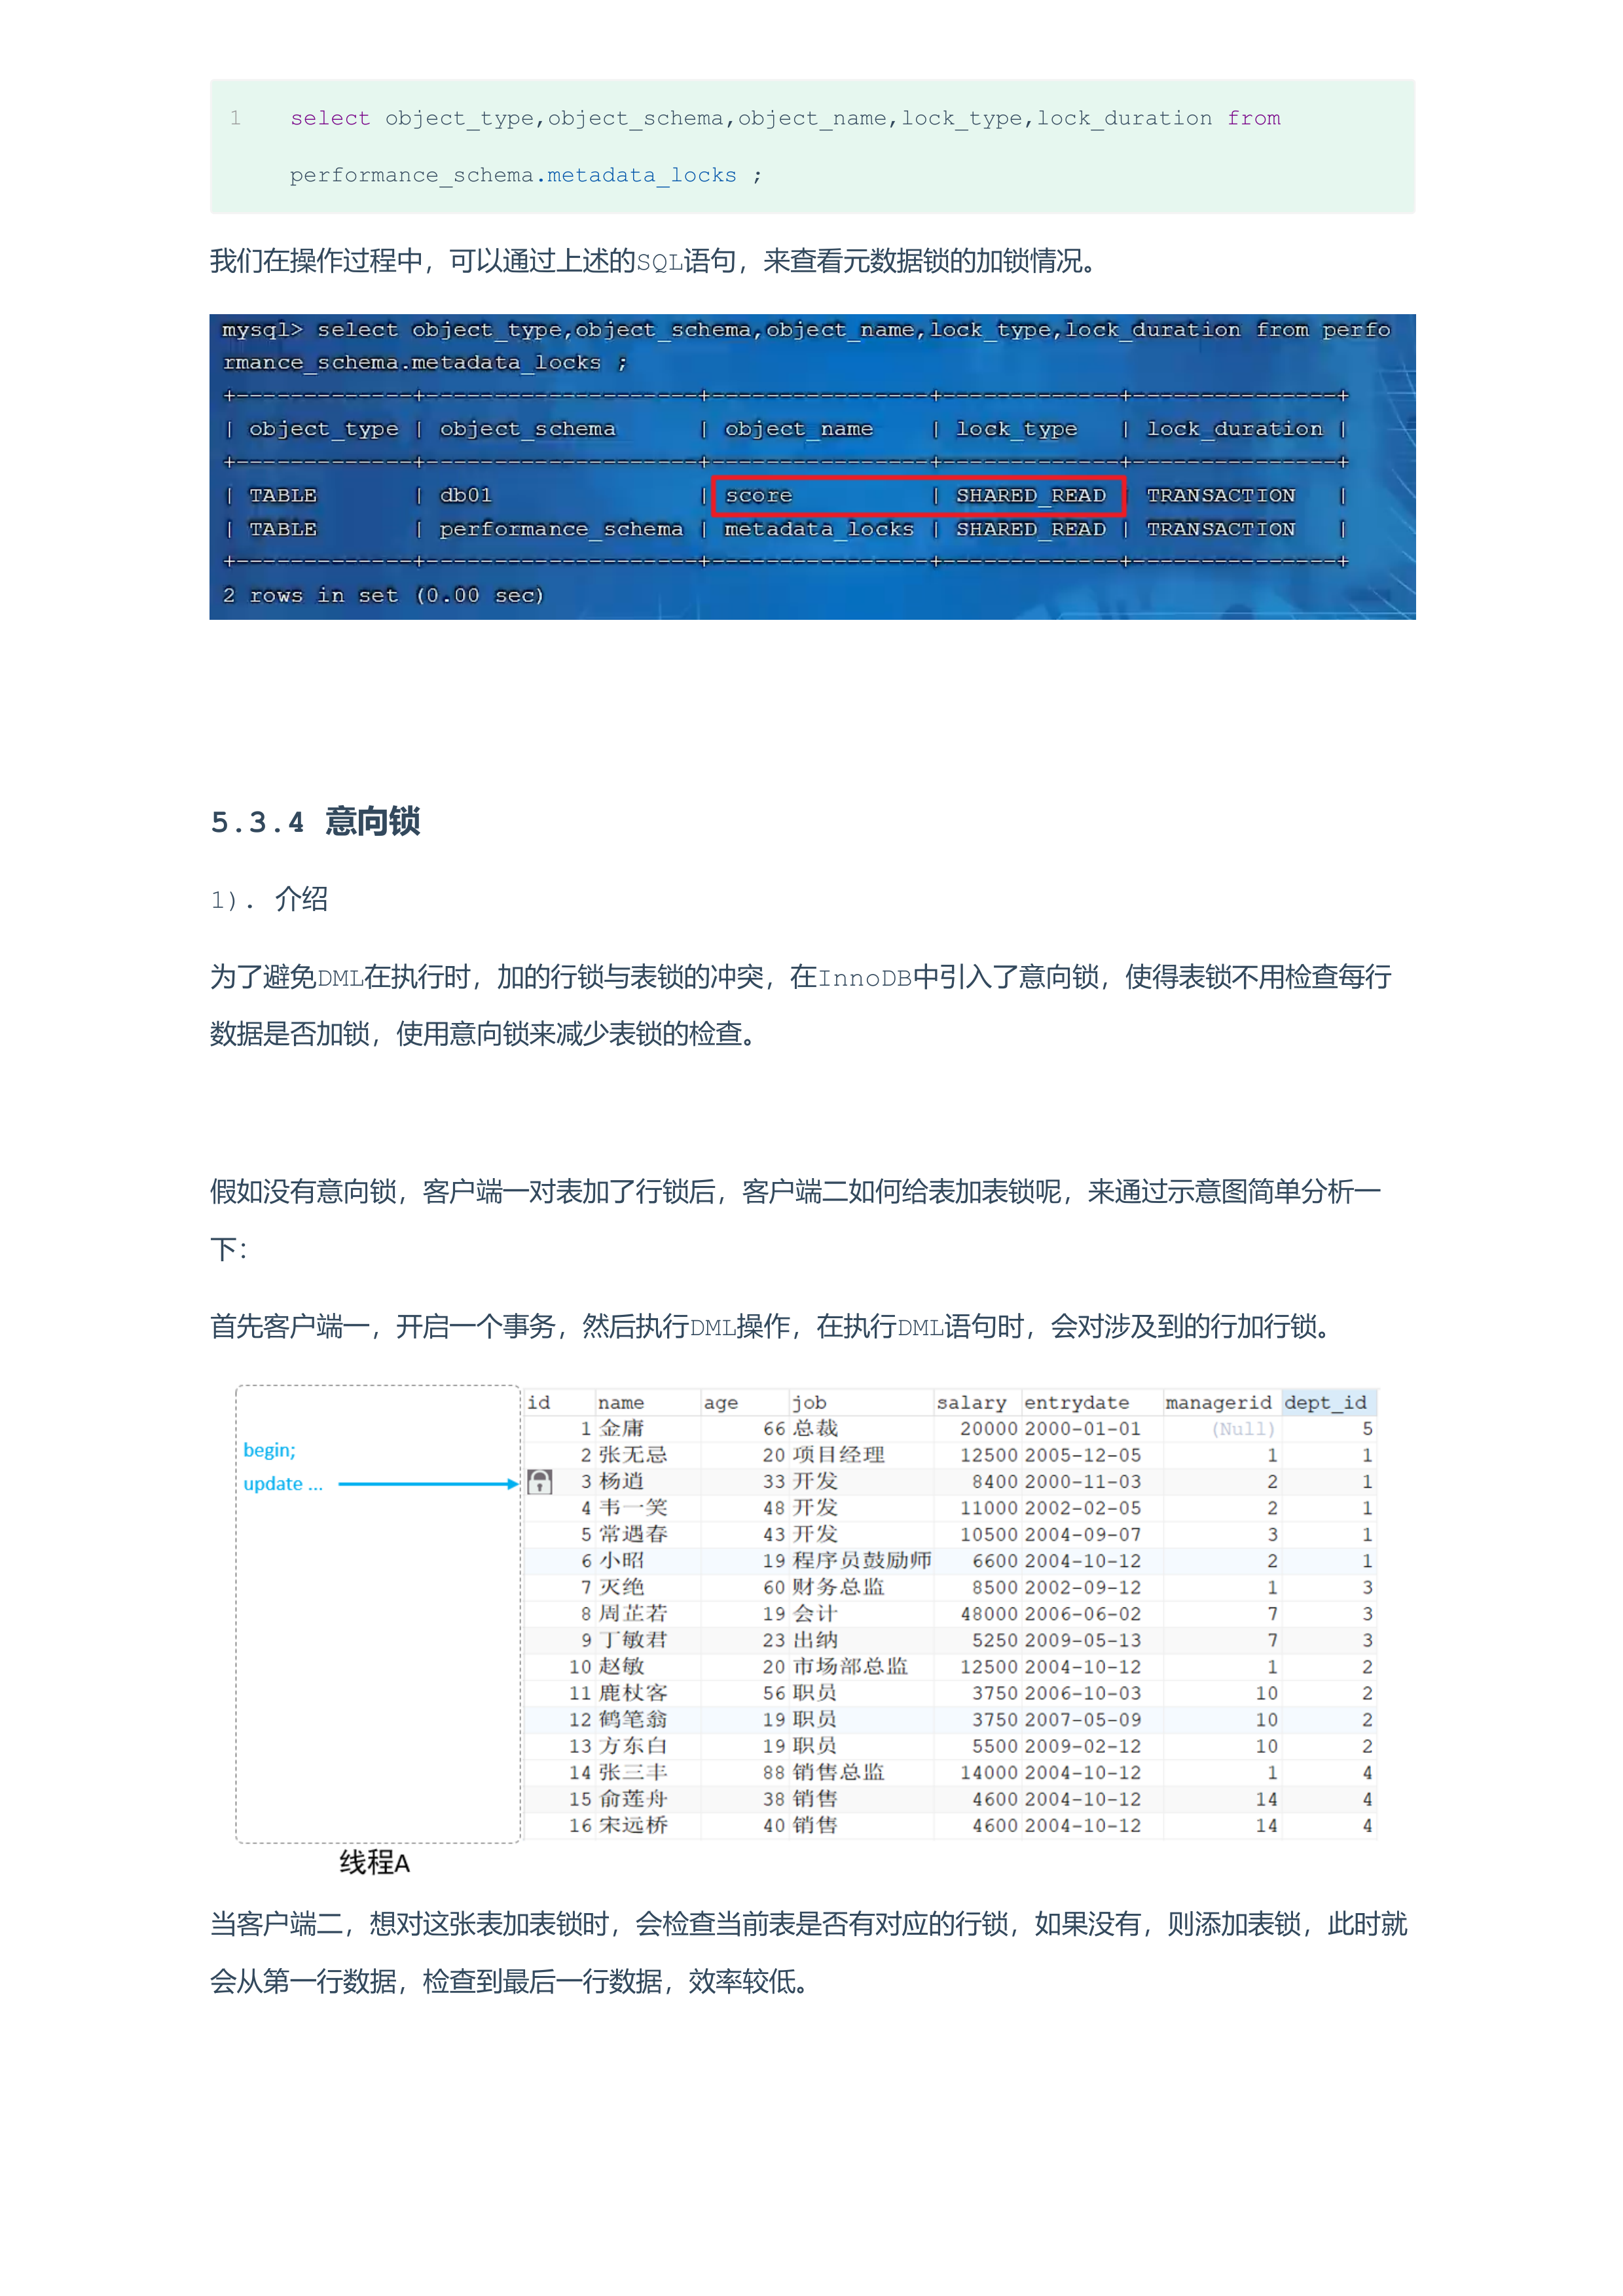 1 select object_type,object_schema,object_name,lock_type,lock_duration from
performance_schema.metadata_locks ;
我们在操作过程中，可以通过上述的SQL语句，来查看元数据锁的加锁情况。
mysql> select object_type,object_schema,object_name,lock_type,lock_duration from perfo
rmance_schema.metadata_locks ;
+-------------+--------------------+----------------+-------------+---------------+
| object_type | object_schema      | object_name    | lock_type   | lock_duration |
+-------------+--------------------+----------------+-------------+---------------+
| TABLE       | db01               | score          | SHARED_READ | TRANSACTION   |
| TABLE       | performance_schema | metadata_locks | SHARED_READ | TRANSACTION   |
+-------------+--------------------+----------------+-------------+---------------+
2 rows in set (0.00 sec)
5.3.4 意向锁
1). 介绍
为了避免DML在执行时，加的行锁与表锁的冲突，在InnoDB中引入了意向锁，使得表锁不用检查每行
数据是否加锁，使用意向锁来减少表锁的检查。
假如没有意向锁，客户端一对表加了行锁后，客户端二如何给表加表锁呢，来通过示意图简单分析一
下：
首先客户端一，开启一个事务，然后执行DML操作，在执行DML语句时，会对涉及到的行加行锁。
begin;
update ...
id name age job salary entrydate managerid dept_id
1 金庸 66 总裁 20000 2000-01-01 (Null) 5
2 张无忌 20 项目经理 12500 2005-12-05 1 1
3 杨逍 33 开发 8400 2000-11-03 2 1
4 韦一笑 48 开发 11000 2002-02-05 2 1
5 常遇春 43 开发 10500 2004-09-07 3 1
6 小昭 19 程序员鼓励师 6600 2004-10-12 2 1
7 灭绝 60 财务总监 8500 2002-09-12 1 3
8 周芷若 19 会计 48000 2006-06-02 7 3
9 丁敏君 23 出纳 5250 2009-05-13 7 3
10 赵敏 20 市场部总监 12500 2004-10-12 1 2
11 鹿杖客 56 职员 3750 2006-10-03 10 2
12 鹤笔翁 19 职员 3750 2007-05-09 10 2
13 方东白 19 职员 5500 2009-02-12 10 2
14 张三丰 88 销售总监 14000 2004-10-12 1 4
15 俞莲舟 38 销售 4600 2004-10-12 14 4
16 宋远桥 40 销售 4600 2004-10-12 14 4
线程A
当客户端二，想对这张表加表锁时，会检查当前表是否有对应的行锁，如果没有，则添加表锁，此时就
会从第一行数据，检查到最后一行数据，效率较低。